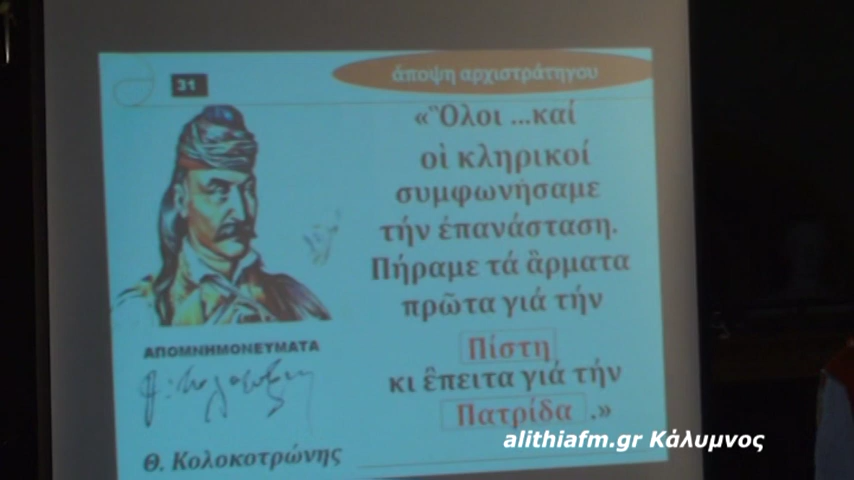 31
άποψη αρχιστράτηγου
«Ὅλοι ...καί
οἱ κληρικοί
συμφωνήσαμε
τήν ἐπανάσταση.
Πήραμε τά ἄρματα
πρῶτα γιά τήν
Πίστη
κι ἔπειτα γιά τήν
Πατρίδα .»
ΑΠΟΜΝΗΜΟΝΕΥΜΑΤΑ
Θ. Κολοκοτρώνης
alithiafm.gr Κάλυμνος